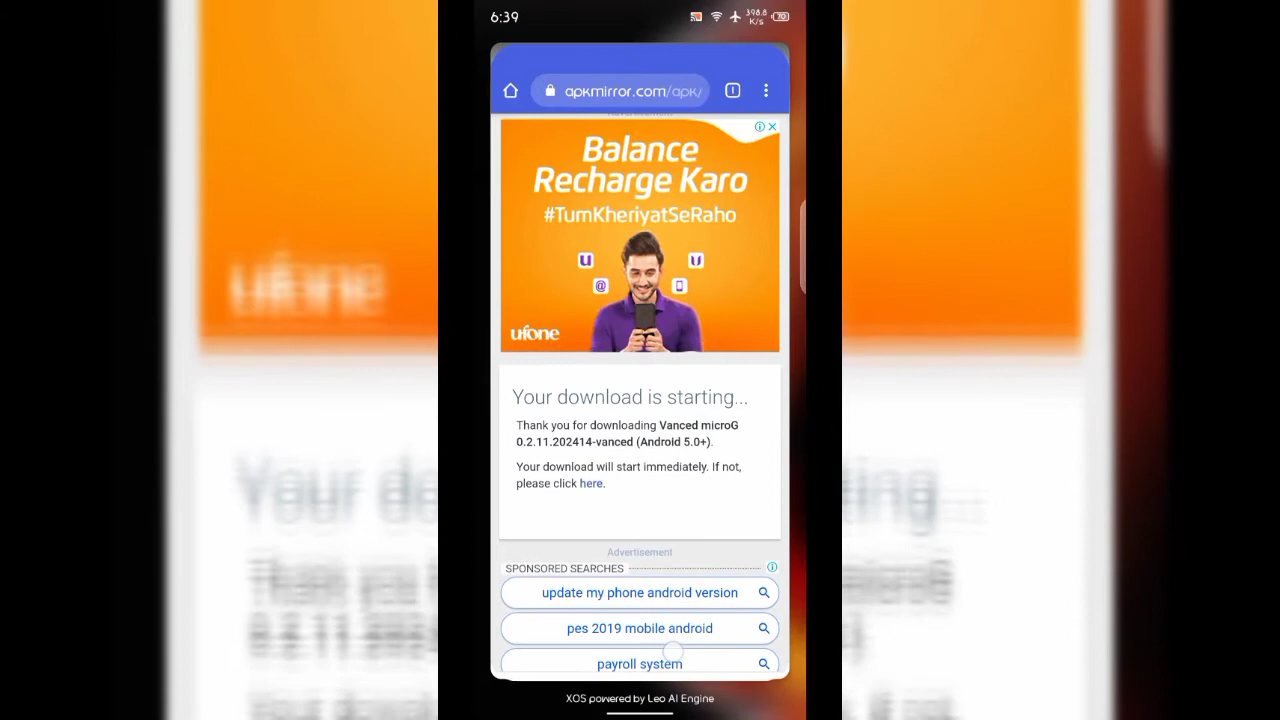 6:39
398.8
K/s
70
apkmirror.com/apk/
Balance
Recharge Karo
#TumKheriyatSeRaho
u
@
ufone
Your download is starting...
Thank you for downloading Vanced microG
0.2.11.202414-vanced (Android 5.0+).
Your download will start immediately. If not,
please click here.
Advertisement
SPONSORED SEARCHES
update my phone android version
pes 2019 mobile android
payroll system
XOS powered by Leo AI Engine